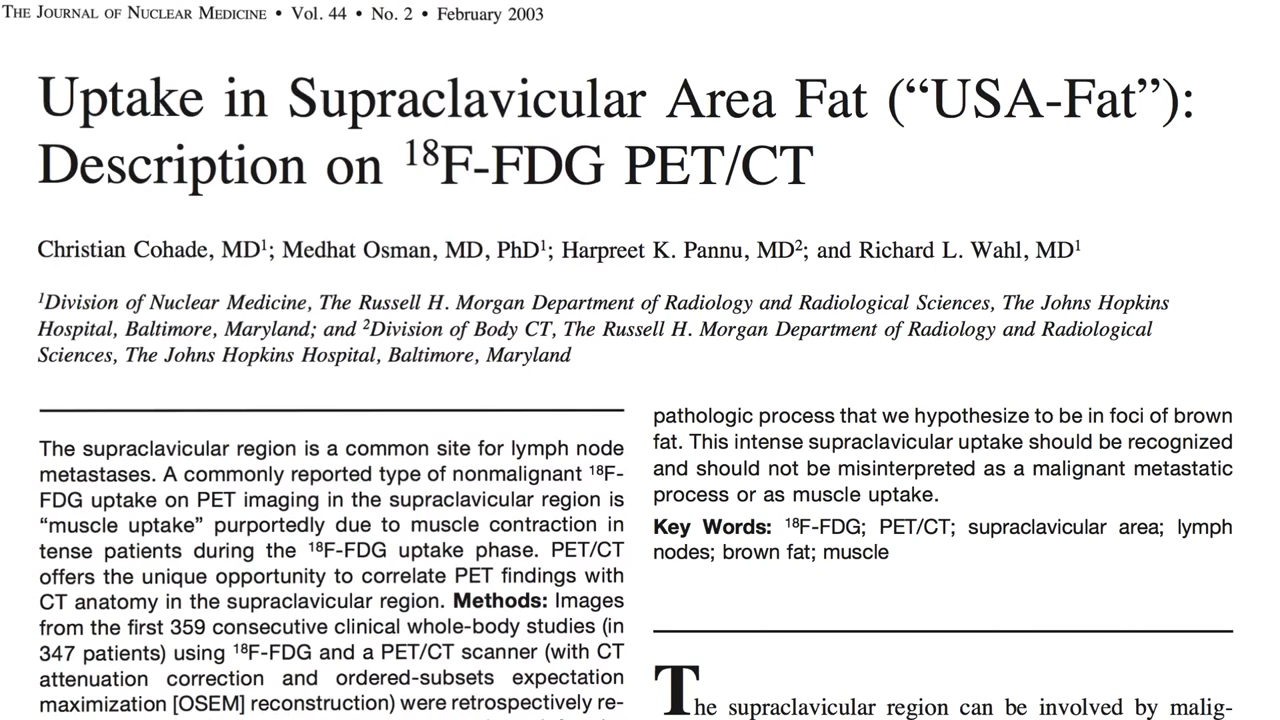 THE JOURNAL OF NUCLEAR MEDICINE • Vol. 44 • No. 2 • February 2003
Uptake in Supraclavicular Area Fat (“USA-Fat”):
Description on ¹⁸F-FDG PET/CT
Christian Cohade, MD¹; Medhat Osman, MD, PhD¹; Harpreet K. Pannu, MD²; and Richard L. Wahl, MD¹
¹Division of Nuclear Medicine, The Russell H. Morgan Department of Radiology and Radiological Sciences, The Johns Hopkins
Hospital, Baltimore, Maryland; and ²Division of Body CT, The Russell H. Morgan Department of Radiology and Radiological
Sciences, The Johns Hopkins Hospital, Baltimore, Maryland
The supraclavicular region is a common site for lymph node
metastases. A commonly reported type of nonmalignant ¹⁸F-
FDG uptake on PET imaging in the supraclavicular region is
“muscle uptake” purportedly due to muscle contraction in
tense patients during the ¹⁸F-FDG uptake phase. PET/CT
offers the unique opportunity to correlate PET findings with
CT anatomy in the supraclavicular region. Methods: Images
from the first 359 consecutive clinical whole-body studies (in
347 patients) using ¹⁸F-FDG and a PET/CT scanner (with CT
attenuation correction and ordered-subsets expectation
maximization [OSEM] reconstruction) were retrospectively re-
pathologic process that we hypothesize to be in foci of brown
fat. This intense supraclavicular uptake should be recognized
and should not be misinterpreted as a malignant metastatic
process or as muscle uptake.
Key Words: ¹⁸F-FDG; PET/CT; supraclavicular area; lymph
nodes; brown fat; muscle
The supraclavicular region can be involved by malig-